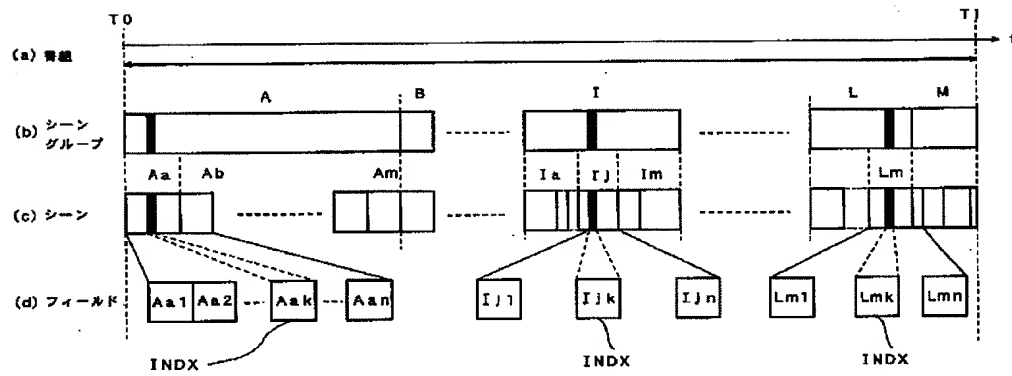 T0 T1
t
(a) 番組
A B I L M
(b) シーン
グループ
Aa Ab Am Ia Ij Im Lm
(c) シーン
(d) フィールド Aa1 Aa2 Aak Aan Ij1 Ijk Ijn Lm1 Lmk Lmn
INDX INDX INDX